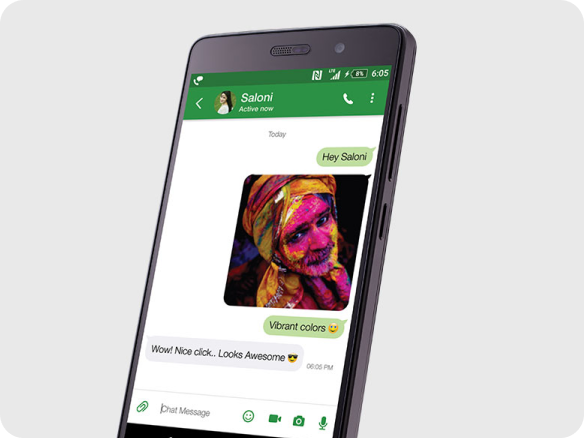 LTE 8% 6:05
Saloni
Active now
Today
Hey Saloni
Vibrant colors 😅
Wow! Nice click.. Looks Awesome 😎
06:05 PM
Chat Message